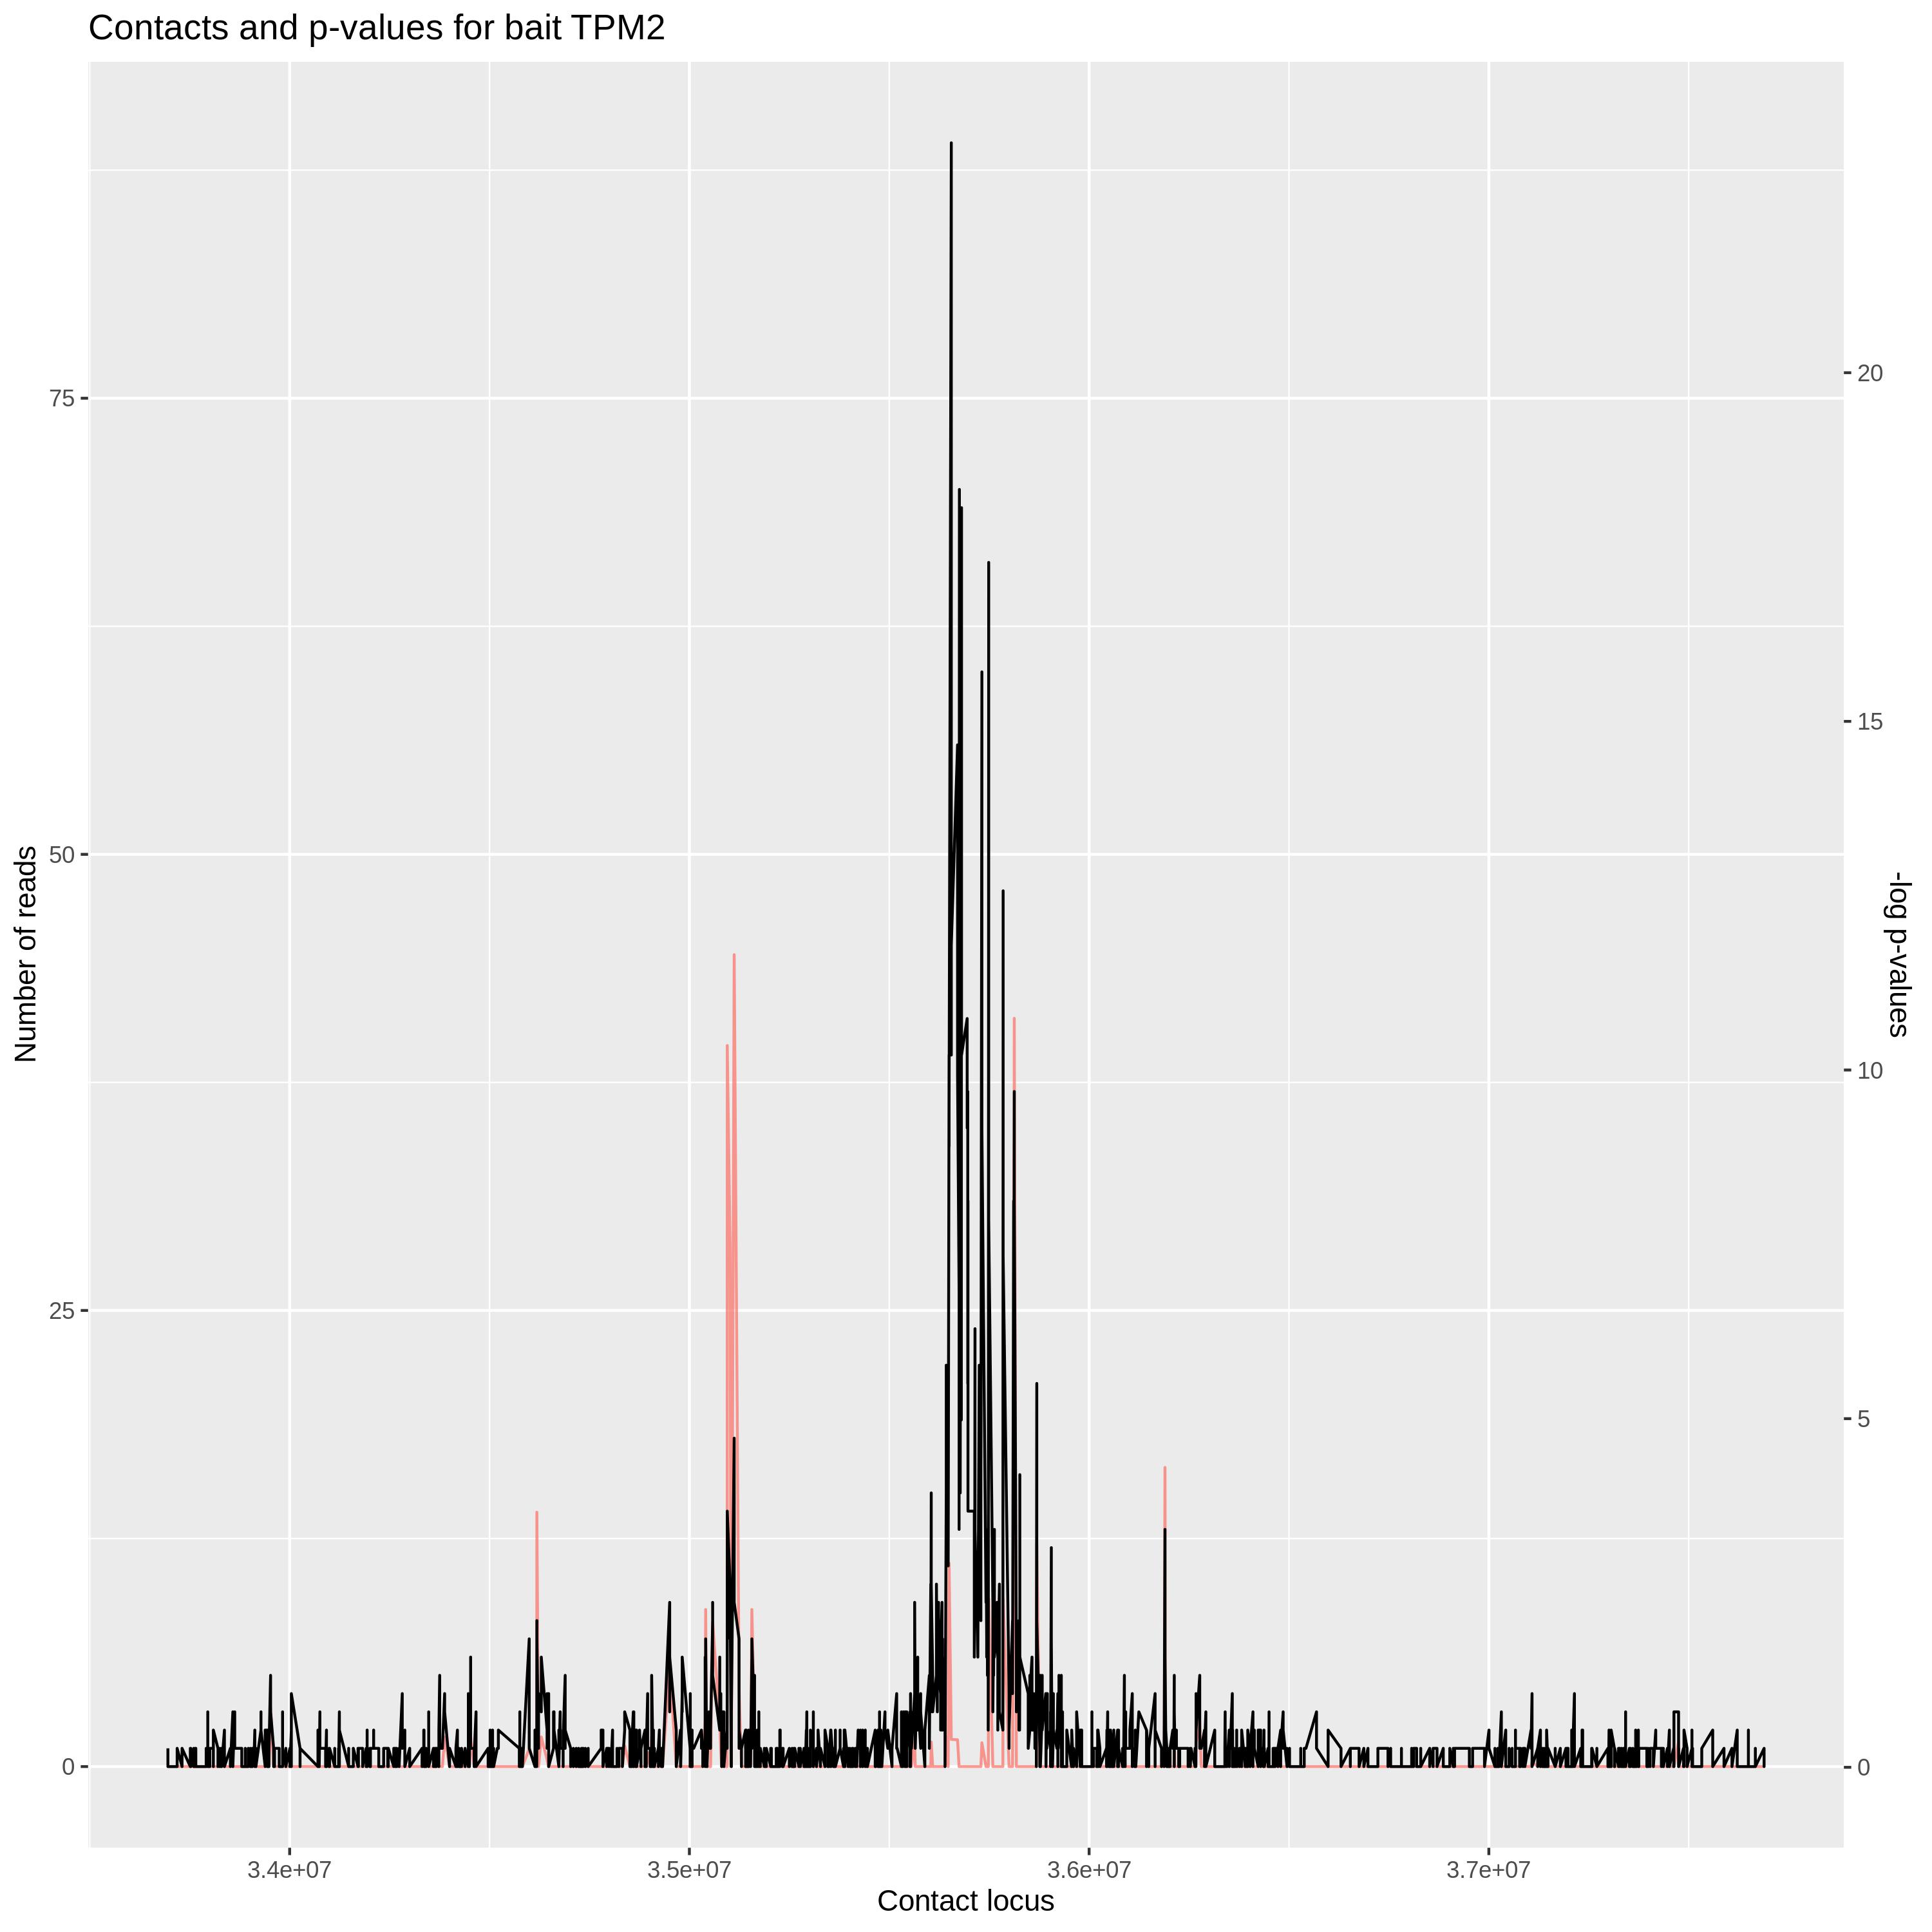 Contacts and p-values for bait TPM2
Number of reads
75
50
25
0
20
15
10
5
0
-log p-values
3.4e+07
3.5e+07
3.6e+07
3.7e+07
Contact locus